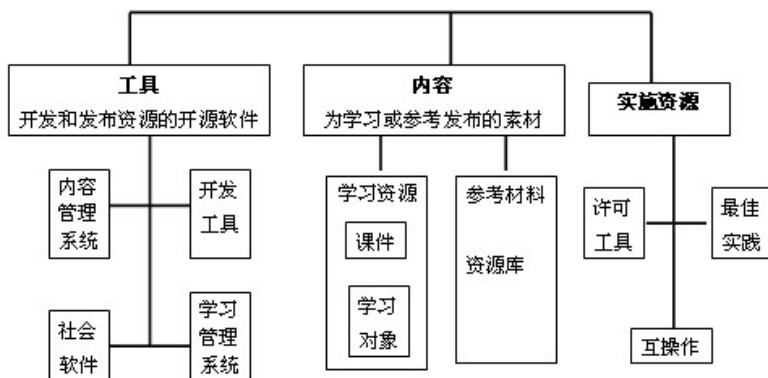 工具
开发和发布资源的开源软件
内容
为学习或参考发布的素材
实施资源
内容
管理
系统
开发
工具
社会
软件
学习
管理
系统
学习资源
课件
学习
对象
参考材料
资源库
许可
工具
最佳
实践
互操作